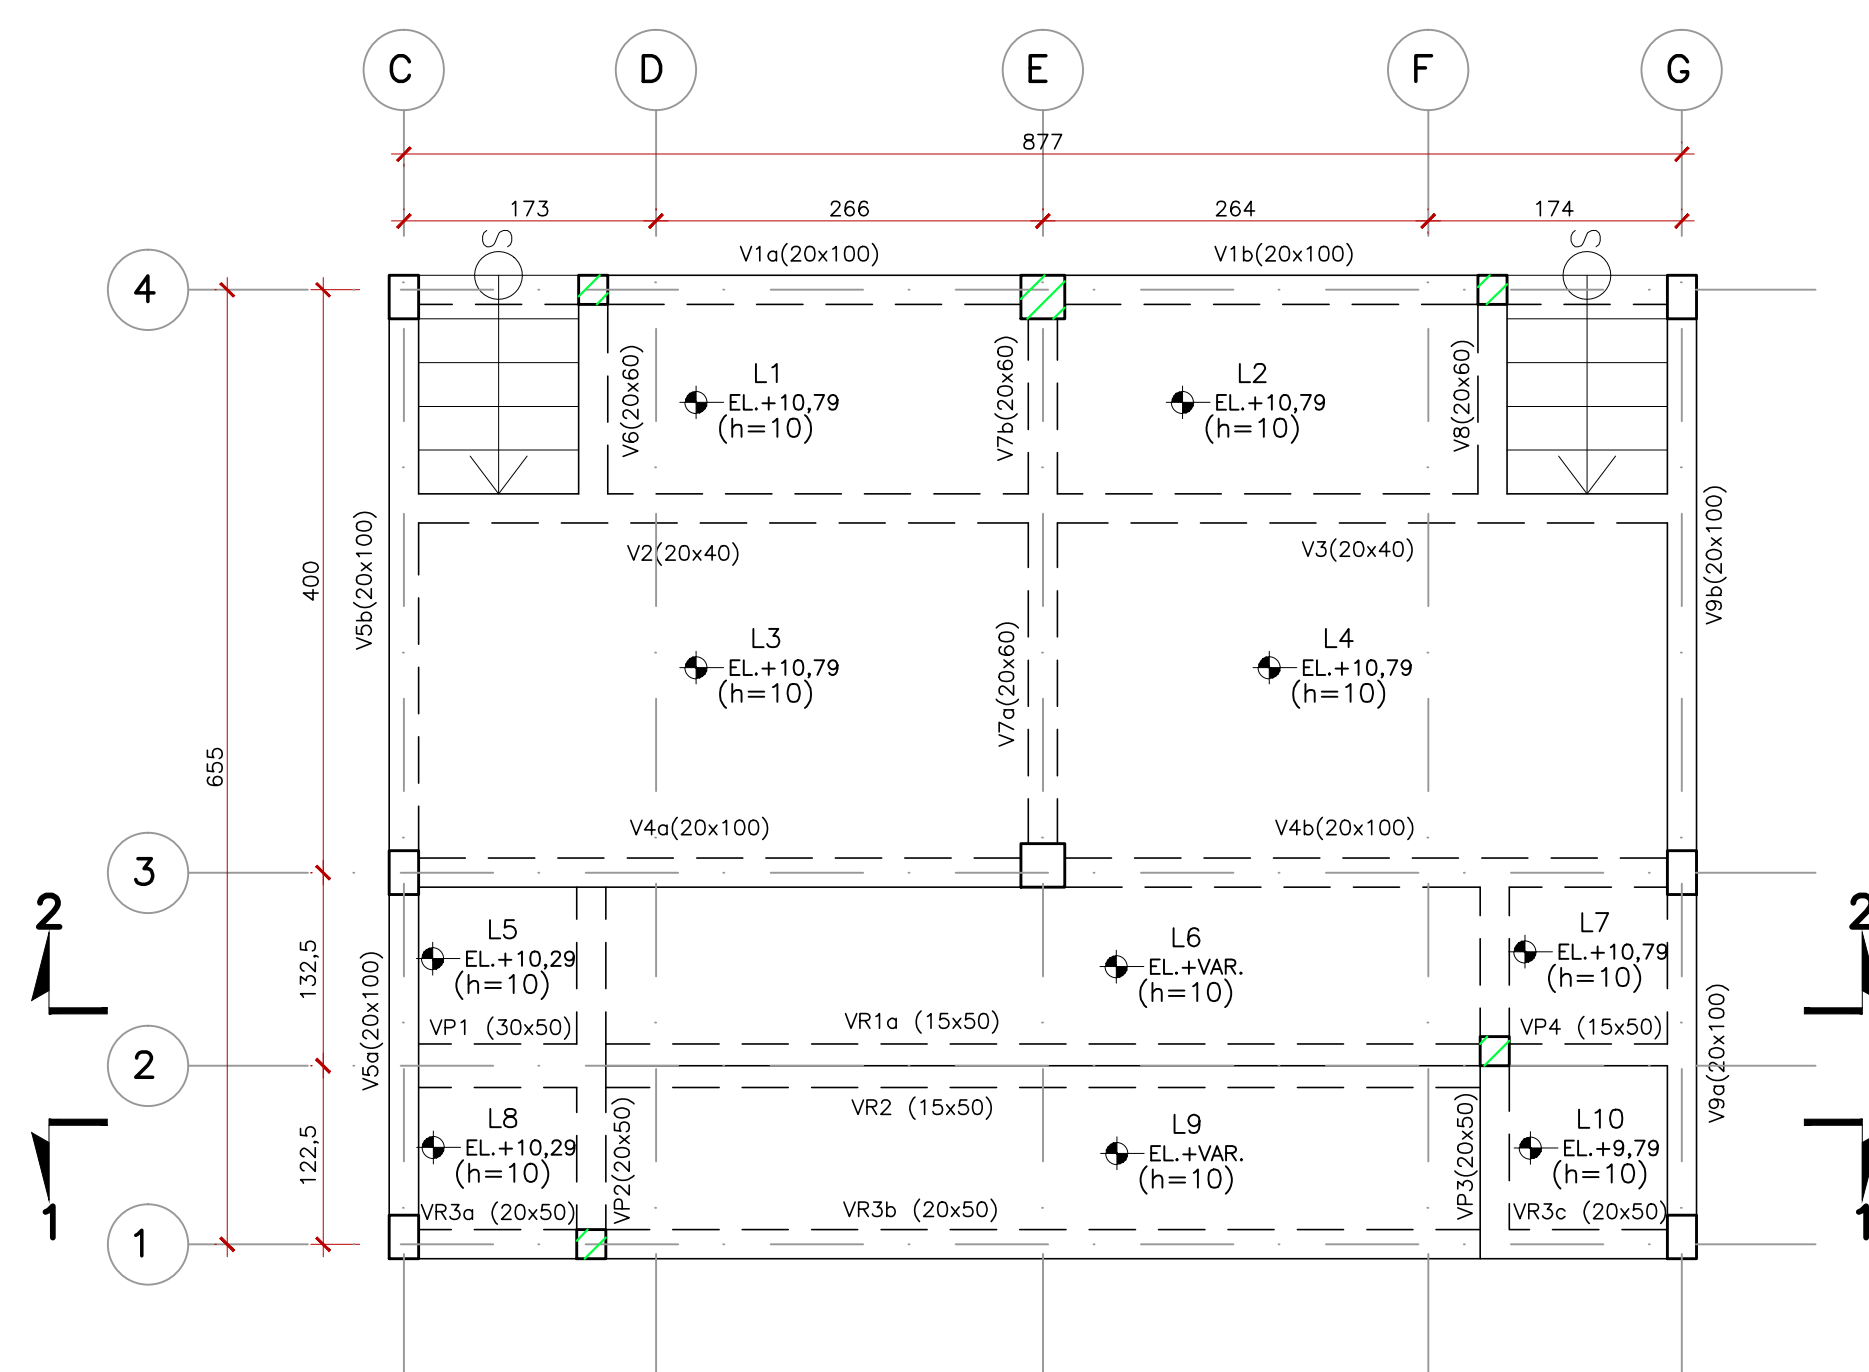 C
D
E
F
G
877
173
266
264
174
S
S
V1a(20x100)
V1b(20x100)
4
L1
EL.+10,79
(h=10)
L2
EL.+10,79
(h=10)
V6(20x60)
V7b(20x60)
V8(20x60)
V2(20x40)
V3(20x40)
V5b(20x100)
V9b(20x100)
400
655
L3
EL.+10,79
(h=10)
L4
EL.+10,79
(h=10)
V7a(20x60)
V4a(20x100)
V4b(20x100)
3
2
2
L5
EL.+10,29
(h=10)
L6
EL.+VAR.
(h=10)
L7
EL.+10,79
(h=10)
132,5
V5a(20x100)
VP1 (30x50)
VR1a (15x50)
VP4 (15x50)
V9a(20x100)
2
VR2 (15x50)
L8
EL.+10,29
(h=10)
L9
EL.+VAR.
(h=10)
L10
EL.+9,79
(h=10)
122,5
VP2(20x50)
VP3(20x50)
VR3a (20x50)
VR3b (20x50)
VR3c (20x50)
1
1
1